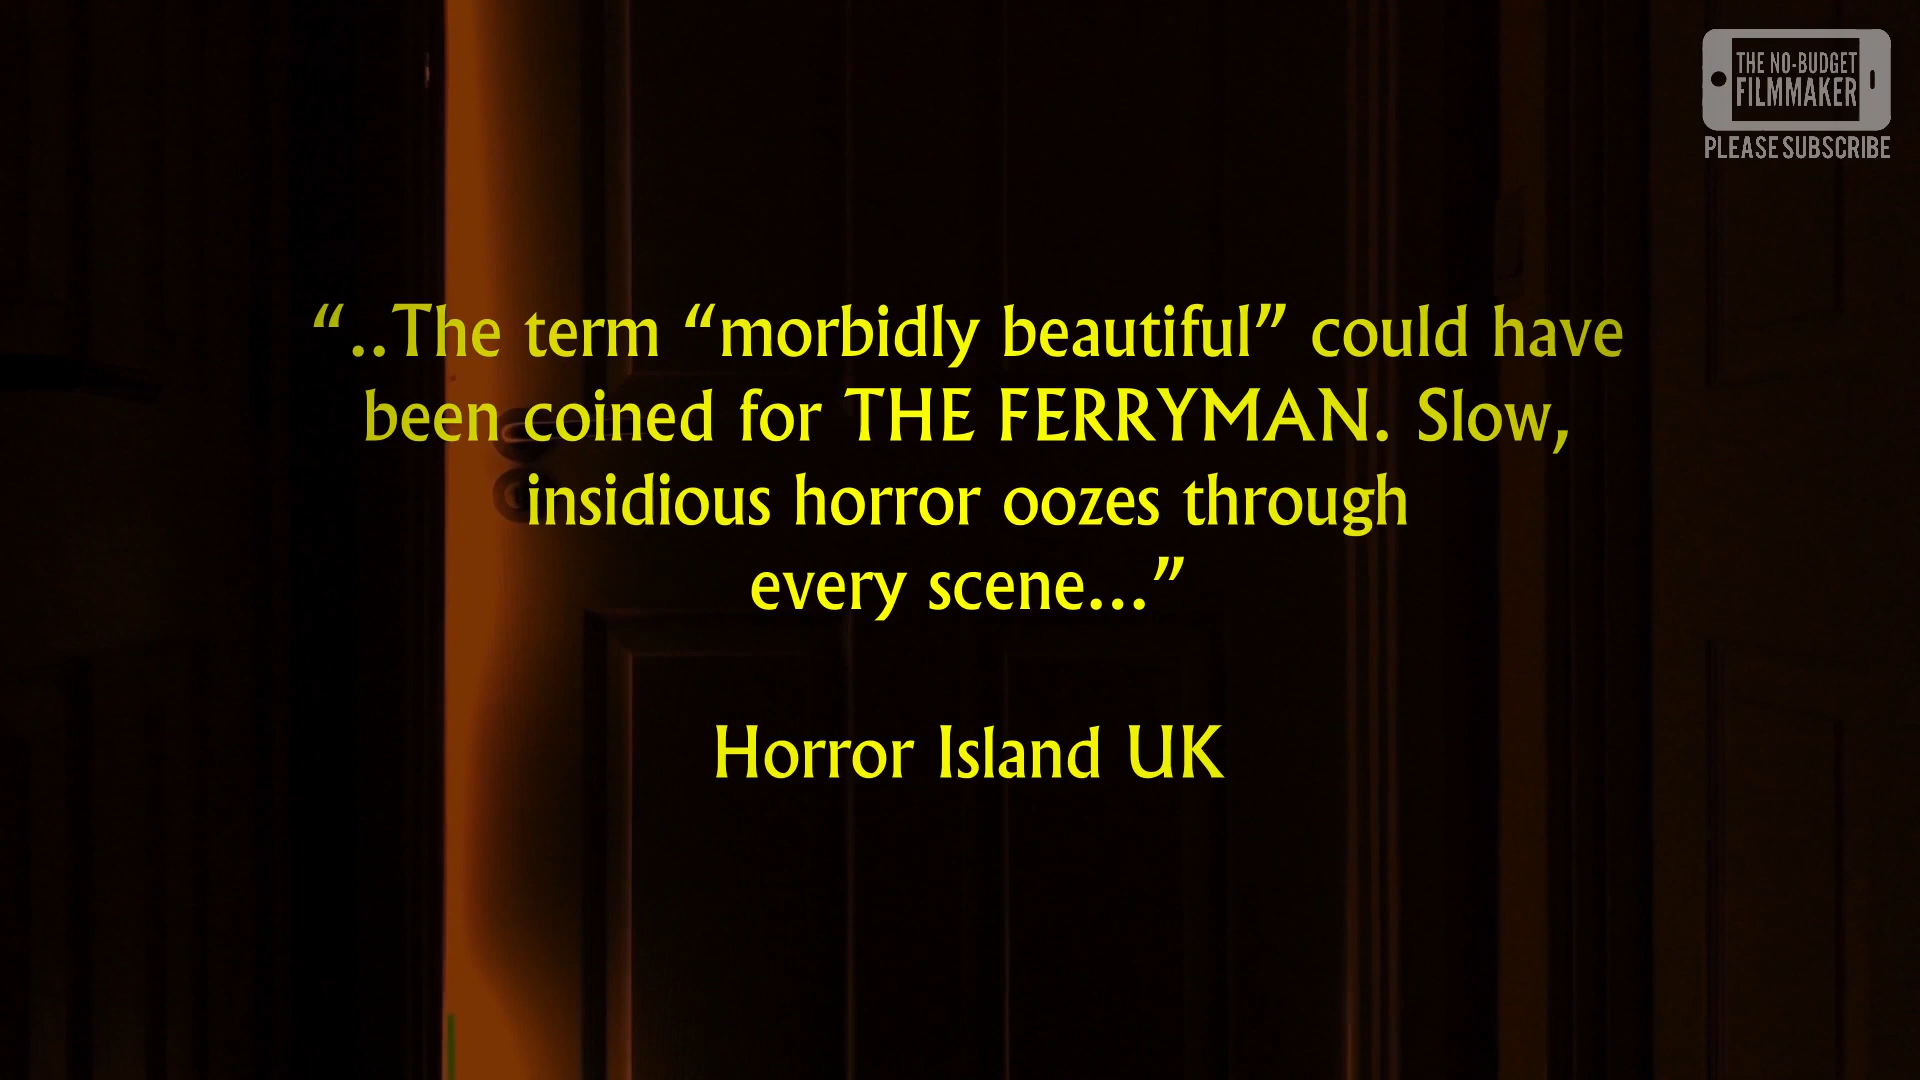 THE NO-BUDGET
FILMMAKER
PLEASE SUBSCRIBE
“..The term “morbidly beautiful” could have
been coined for THE FERRYMAN. Slow,
insidious horror oozes through
every scene...”
Horror Island UK